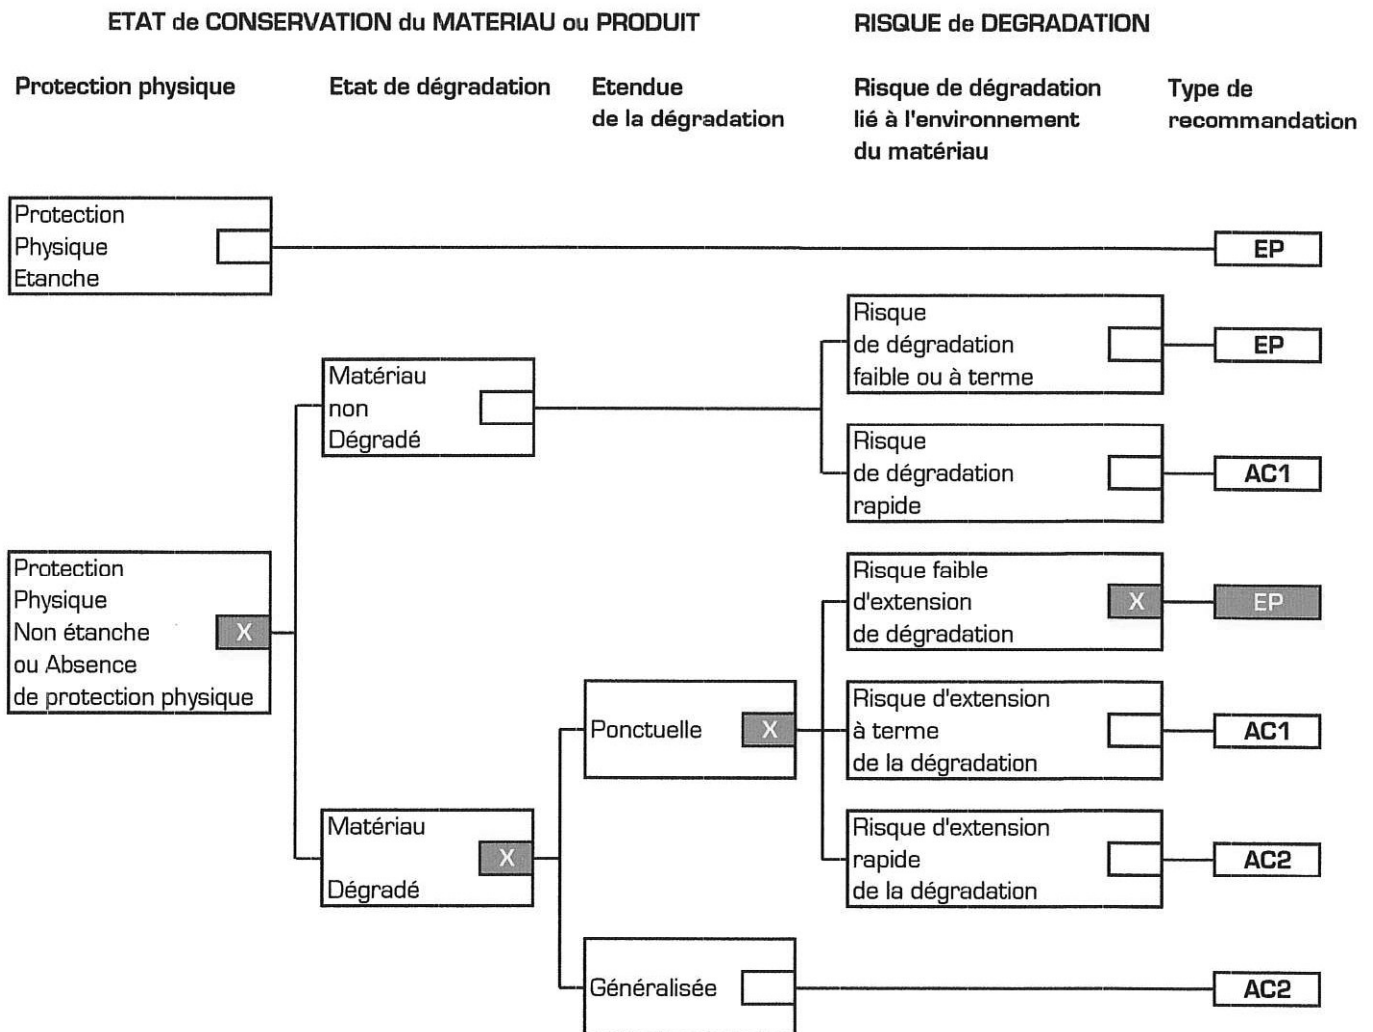 ETAT de CONSERVATION du MATERIAU ou PRODUIT
RISQUE de DEGRADATION
Protection physique
Etat de dégradation
Etendue
de la dégradation
Risque de dégradation
lié à l'environnement
du matériau
Type de
recommandation
Protection
Physique
Etanche
EP
Risque
de dégradation
faible ou à terme
EP
Matériau
non
Dégradé
Risque
de dégradation
rapide
AC1
Protection
Physique
Non étanche
ou Absence
de protection physique
X
Risque faible
d'extension
de dégradation
X
EP
Ponctuelle
X
Risque d'extension
à terme
de la dégradation
AC1
Matériau
Dégradé
X
Risque d'extension
rapide
de la dégradation
AC2
Généralisée
AC2